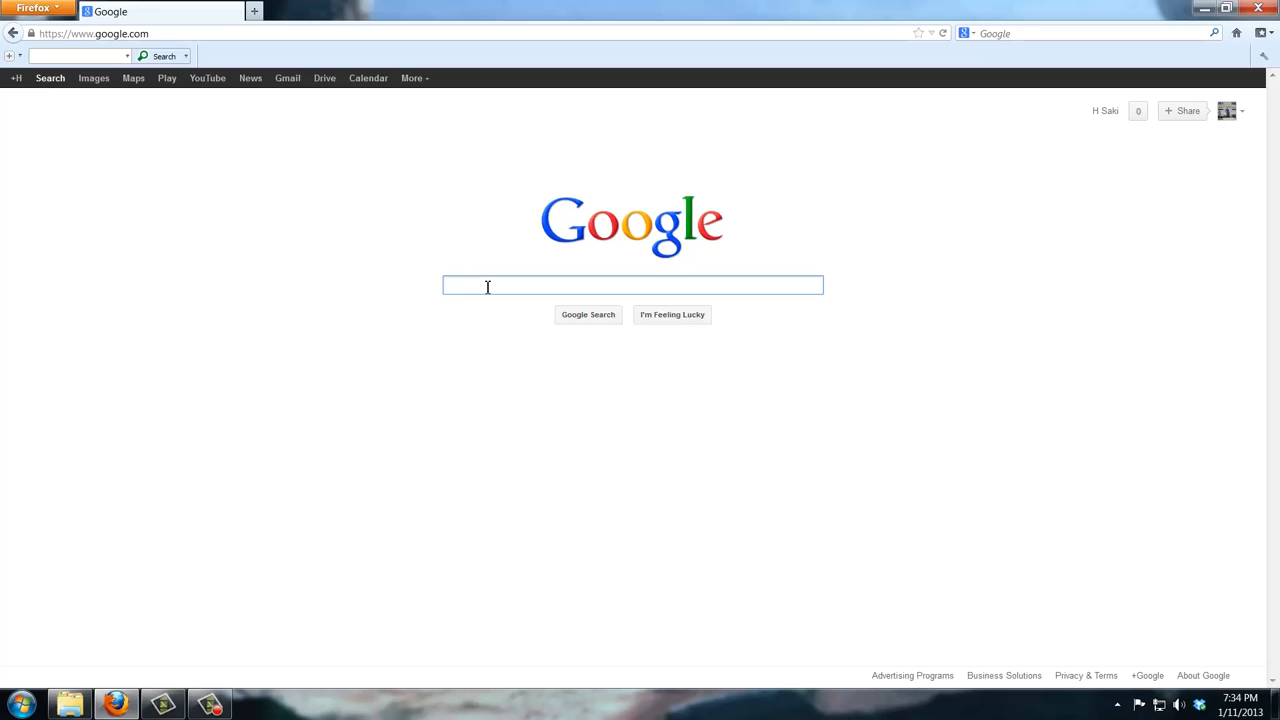 Firefox
Google
https://www.google.com
Google
Search
+H Search Images Maps Play YouTube News Gmail Drive Calendar More
H Saki 0 + Share
Google
Google Search I'm Feeling Lucky
Advertising Programs Business Solutions Privacy & Terms +Google About Google
7:34 PM
1/11/2013